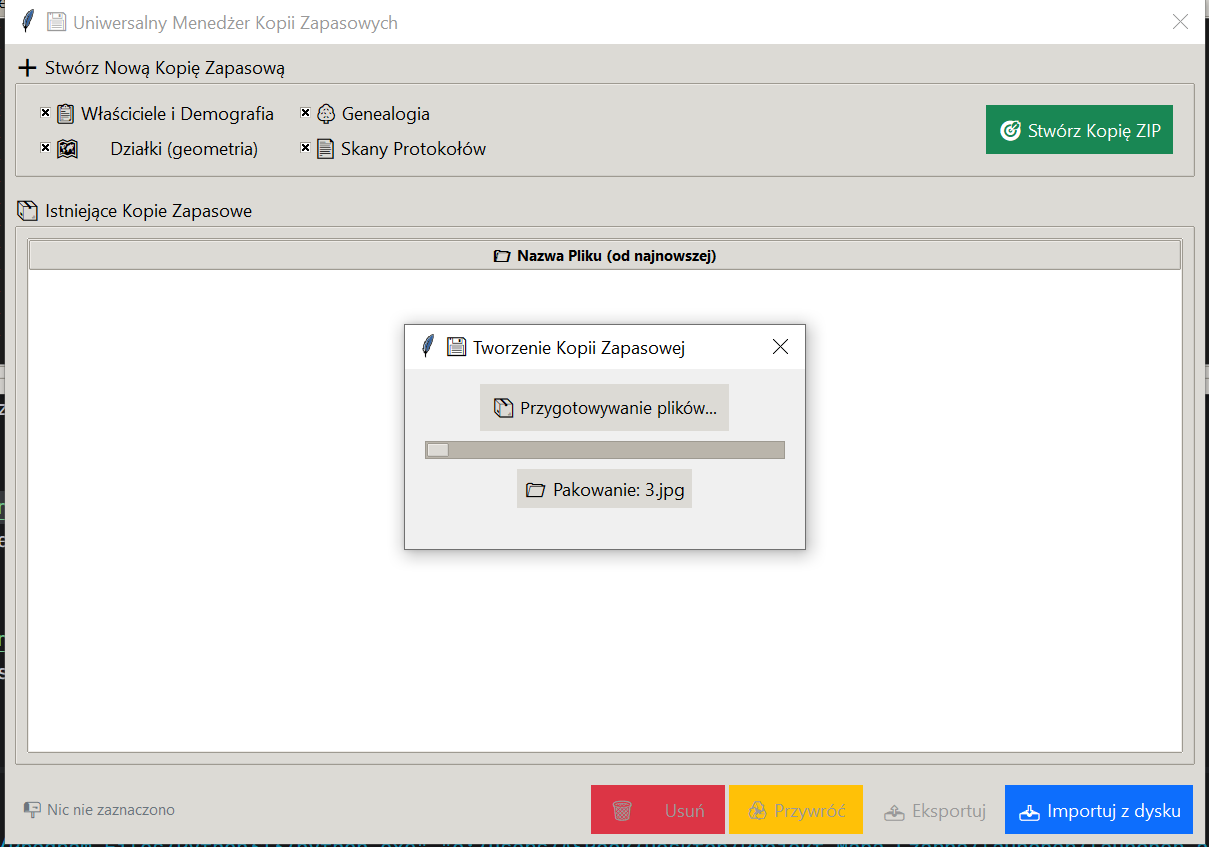 Uniwersalny Menedżer Kopii Zapasowych
Stwórz Nową Kopię Zapasową
Właściciele i Demografia
Genealogia
Działki (geometria)
Skany Protokołów
Stwórz Kopię ZIP
Istniejące Kopie Zapasowe
Nazwa Pliku (od najnowszej)
Tworzenie Kopii Zapasowej
Przygotowywanie plików...
Pakowanie: 3.jpg
Nic nie zaznaczono
Usuń
Przywróć
Eksportuj
Importuj z dysku